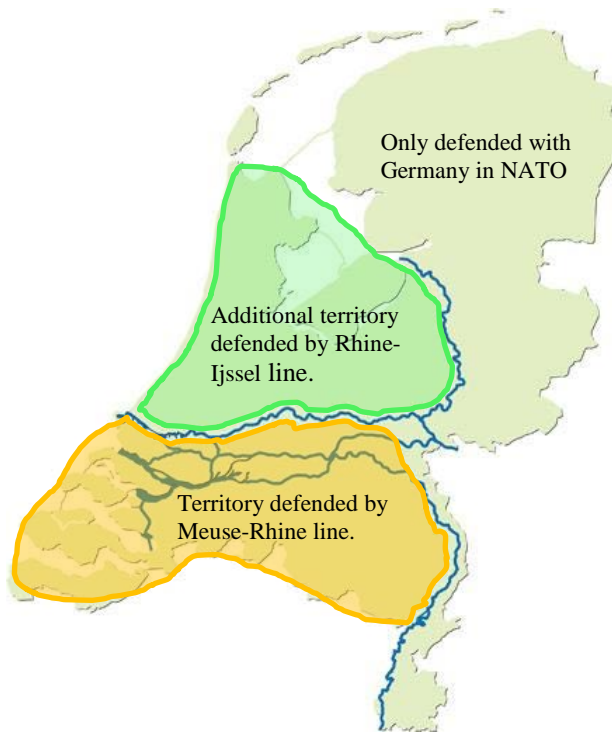 Only defended with
Germany in NATO
Additional territory
defended by Rhine-
Ijssel line.
Territory defended by
Meuse-Rhine line.